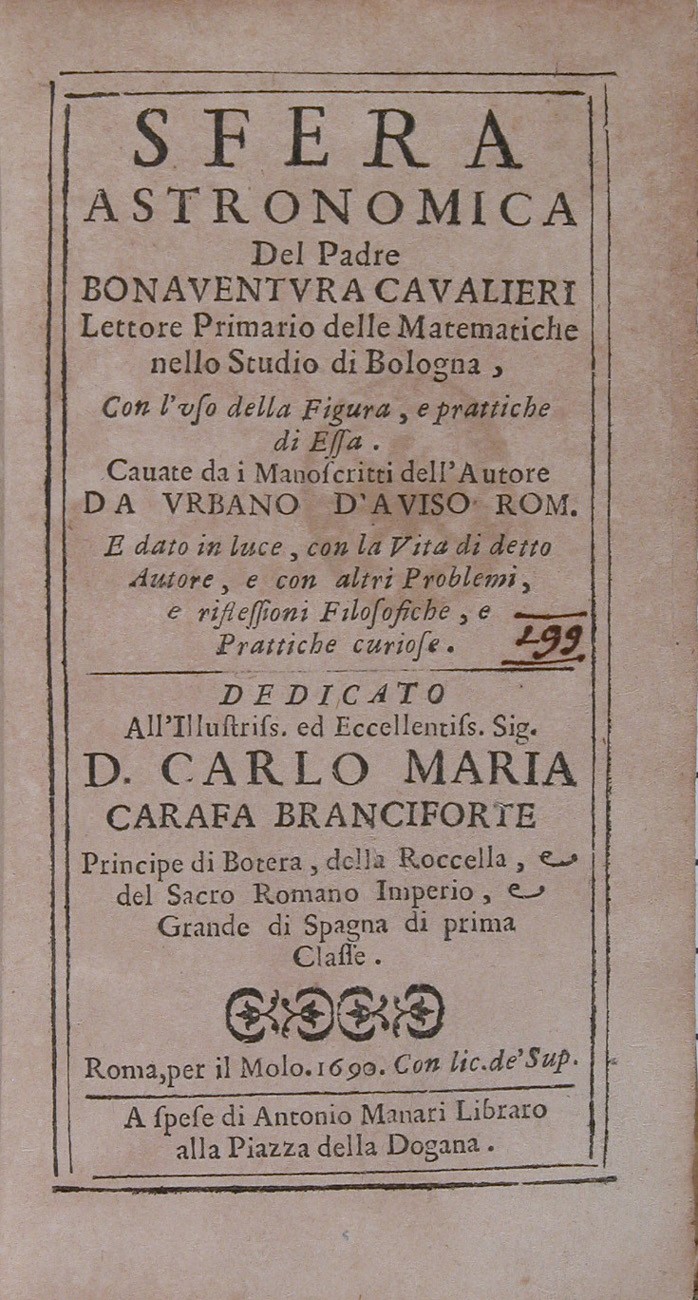 SFERA
ASTRONOMICA
Del Padre
BONAVENTVRA CAVALIERI
Lettore Primario delle Matematiche
nello Studio di Bologna,
Con l'vſo della Figura, e prattiche
di Eſſa.
Cauate da i Manoſcritti dell'Autore
DA VRBANO D'AVISO ROM.
E dato in luce, con la Vita di detto
Autore, e con altri Problemi,
e rifleſſioni Filoſofiche, e
Prattiche curioſe.
199
DEDICATO
All'Illuſtriſs. ed Eccellentiſs. Sig.
D. CARLO MARIA
CARAFA BRANCIFORTE
Principe di Botera, della Roccella, &
del Sacro Romano Imperio, &
Grande di Spagna di prima
Claſſe.
Roma, per il Molo. 1690. Con lic. de' Sup.
A ſpeſe di Antonio Manari Libraro
alla Piazza della Dogana.